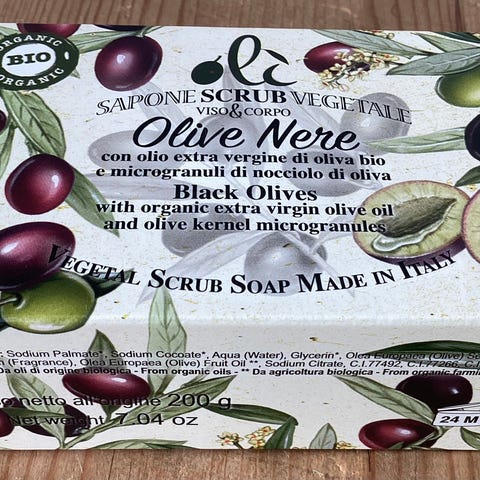 ORGANIC
BIO
ORGANIC
olì
SAPONE SCRUB VEGETALE
VISO&CORPO
Olive Nere
con olio extra vergine di oliva bio
e microgranuli di nocciolo di oliva
Black Olives
with organic extra virgin olive oil
and olive kernel microgranules
VEGETAL SCRUB SOAP MADE IN ITALY
Sodium Palmate*, Sodium Cocoate*, Aqua (Water), Glycerin*, Olea Europaea (Olive)
(Fragrance), Olea Europaea (Olive) Fruit Oil **, Sodium Citrate, C.I.77492, C.I.77266,
Da oli di origine biologica - From organic oils - ** Da agricoltura biologica - From organic
netto all'origine 200 g
Net weight 7.04 oz
24 M